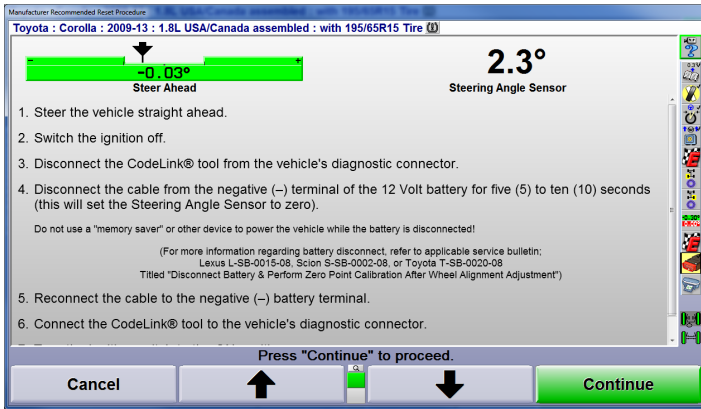 Manufacturer Recommended Reset Procedure
Toyota : Corolla : 2009-13 : 1.8L USA/Canada assembled : with 195/65R15 Tire
- +
-0.03°
Steer Ahead
2.3°
Steering Angle Sensor
1. Steer the vehicle straight ahead.
2. Switch the ignition off.
3. Disconnect the CodeLink® tool from the vehicle's diagnostic connector.
4. Disconnect the cable from the negative (–) terminal of the 12 Volt battery for five (5) to ten (10) seconds
(this will set the Steering Angle Sensor to zero).
Do not use a "memory saver" or other device to power the vehicle while the battery is disconnected!
(For more information regarding battery disconnect, refer to applicable service bulletin;
Lexus L-SB-0015-08, Scion S-SB-0002-08, or Toyota T-SB-0020-08
Titled "Disconnect Battery & Perform Zero Point Calibration After Wheel Alignment Adjustment")
5. Reconnect the cable to the negative (–) battery terminal.
6. Connect the CodeLink® tool to the vehicle's diagnostic connector.
Press "Continue" to proceed.
Cancel
Continue